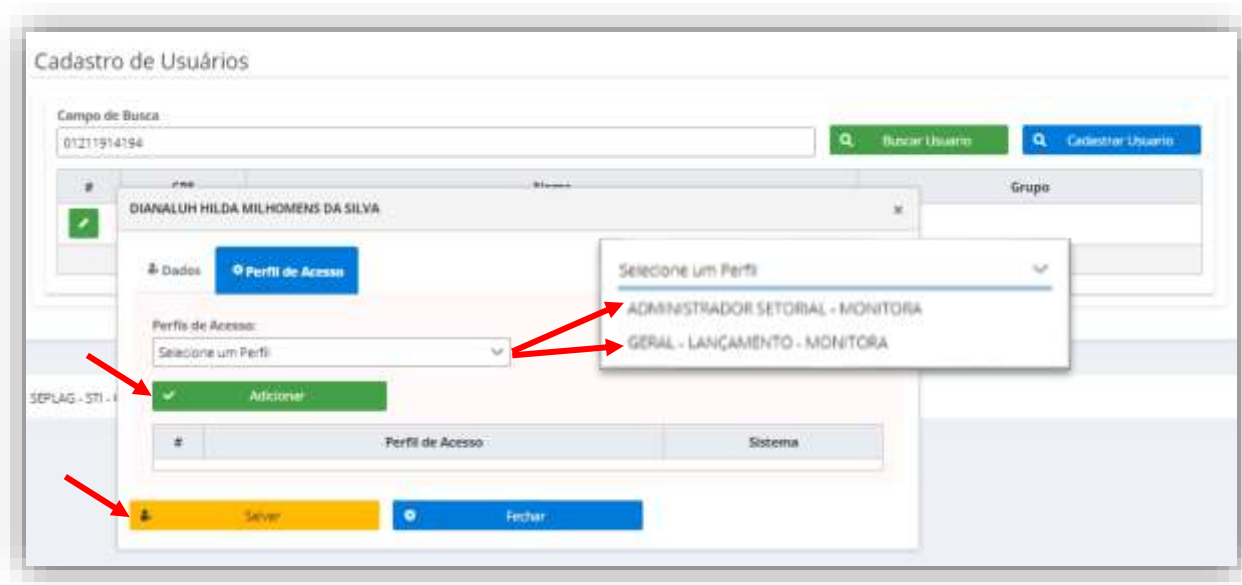 Cadastro de Usuários
Campo de Busca
01211914194
Buscar Usuario
Cadastrar Usuario
#
CPF
Nome
Grupo
DIANALUH HILDA MILHOMENS DA SILVA
Dados
Perfil de Acesso
Selecione um Perfil
ADMINISTRADOR SETORIAL - MONITORA
GERAL - LANÇAMENTO - MONITORA
Perfis de Acesso:
Selecione um Perfil
Adicionar
SEPLAG - STI -
# Perfil de Acesso Sistema
Salvar
Fechar